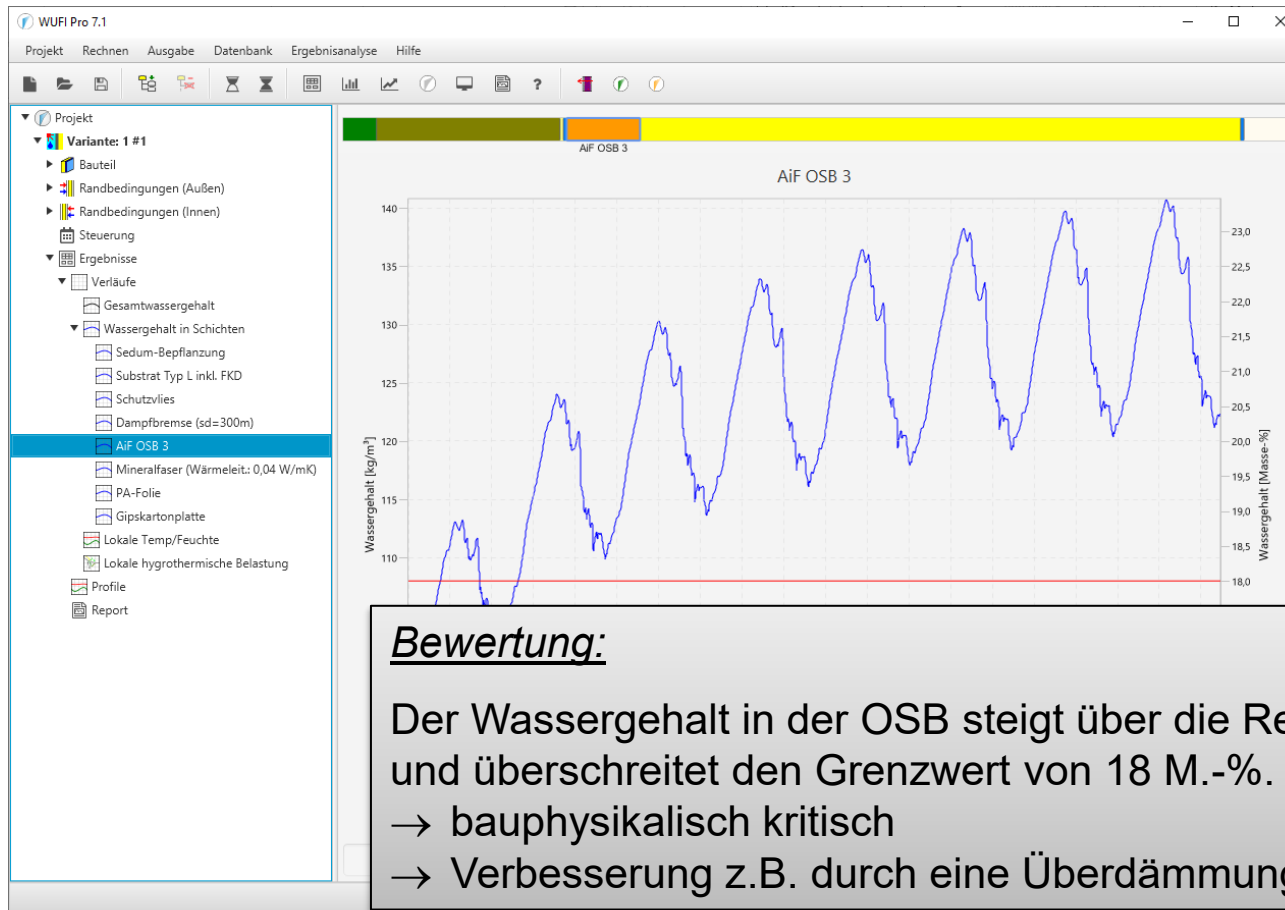 WUFI Pro 7.1
Projekt Rechnen Ausgabe Datenbank Ergebnisanalyse Hilfe
?
Projekt
Variante: 1 #1
Bauteil
Randbedingungen (Außen)
Randbedingungen (Innen)
Steuerung
Ergebnisse
Verläufe
Gesamtwassergehalt
Wassergehalt in Schichten
Sedum-Bepflanzung
Substrat Typ L inkl. FKD
Schutzvlies
Dampfbremse (sd=300m)
AiF OSB 3
Mineralfaser (Wärmeleit.: 0,04 W/mK)
PA-Folie
Gipskartonplatte
Lokale Temp/Feuchte
Lokale hygrothermische Belastung
Profile
Report
AiF OSB 3
AiF OSB 3
Wassergehalt [kg/m³]
140
135
130
125
120
115
110
23,0
22,5
22,0
21,5
21,0
20,5
20,0
19,5
19,0
18,5
18,0
Wassergehalt [Masse-%]
Bewertung:
Der Wassergehalt in der OSB steigt über die
und überschreitet den Grenzwert von 18 M.-%.
→ bauphysikalisch kritisch
→ Verbesserung z.B. durch eine